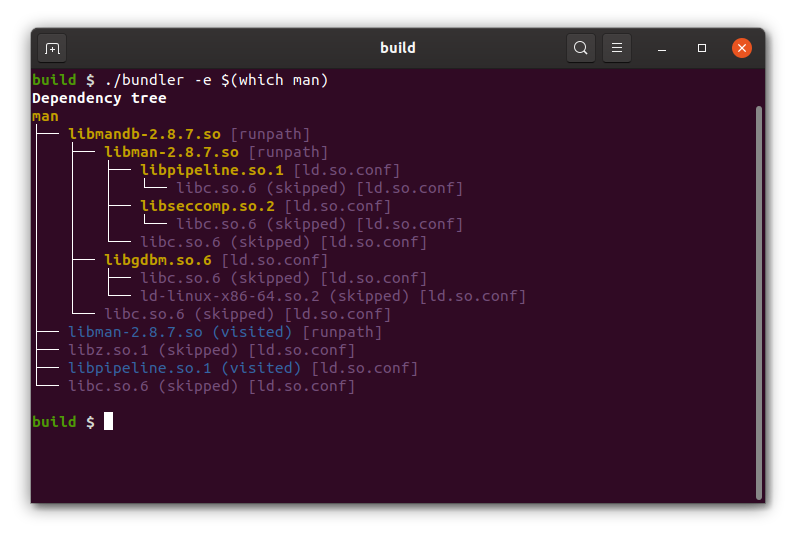 build
build $ ./bundler -e $(which man)
Dependency tree
man
├── libmandb-2.8.7.so [runpath]
│   ├── libman-2.8.7.so [runpath]
│   │   ├── libpipeline.so.1 [ld.so.conf]
│   │   │   └── libc.so.6 (skipped) [ld.so.conf]
│   │   ├── libseccomp.so.2 [ld.so.conf]
│   │   │   └── libc.so.6 (skipped) [ld.so.conf]
│   │   └── libc.so.6 (skipped) [ld.so.conf]
│   ├── libgdbm.so.6 [ld.so.conf]
│   │   ├── libc.so.6 (skipped) [ld.so.conf]
│   │   └── ld-linux-x86-64.so.2 (skipped) [ld.so.conf]
│   └── libc.so.6 (skipped) [ld.so.conf]
├── libman-2.8.7.so (visited) [runpath]
├── libz.so.1 (skipped) [ld.so.conf]
├── libpipeline.so.1 (visited) [ld.so.conf]
└── libc.so.6 (skipped) [ld.so.conf]
build $